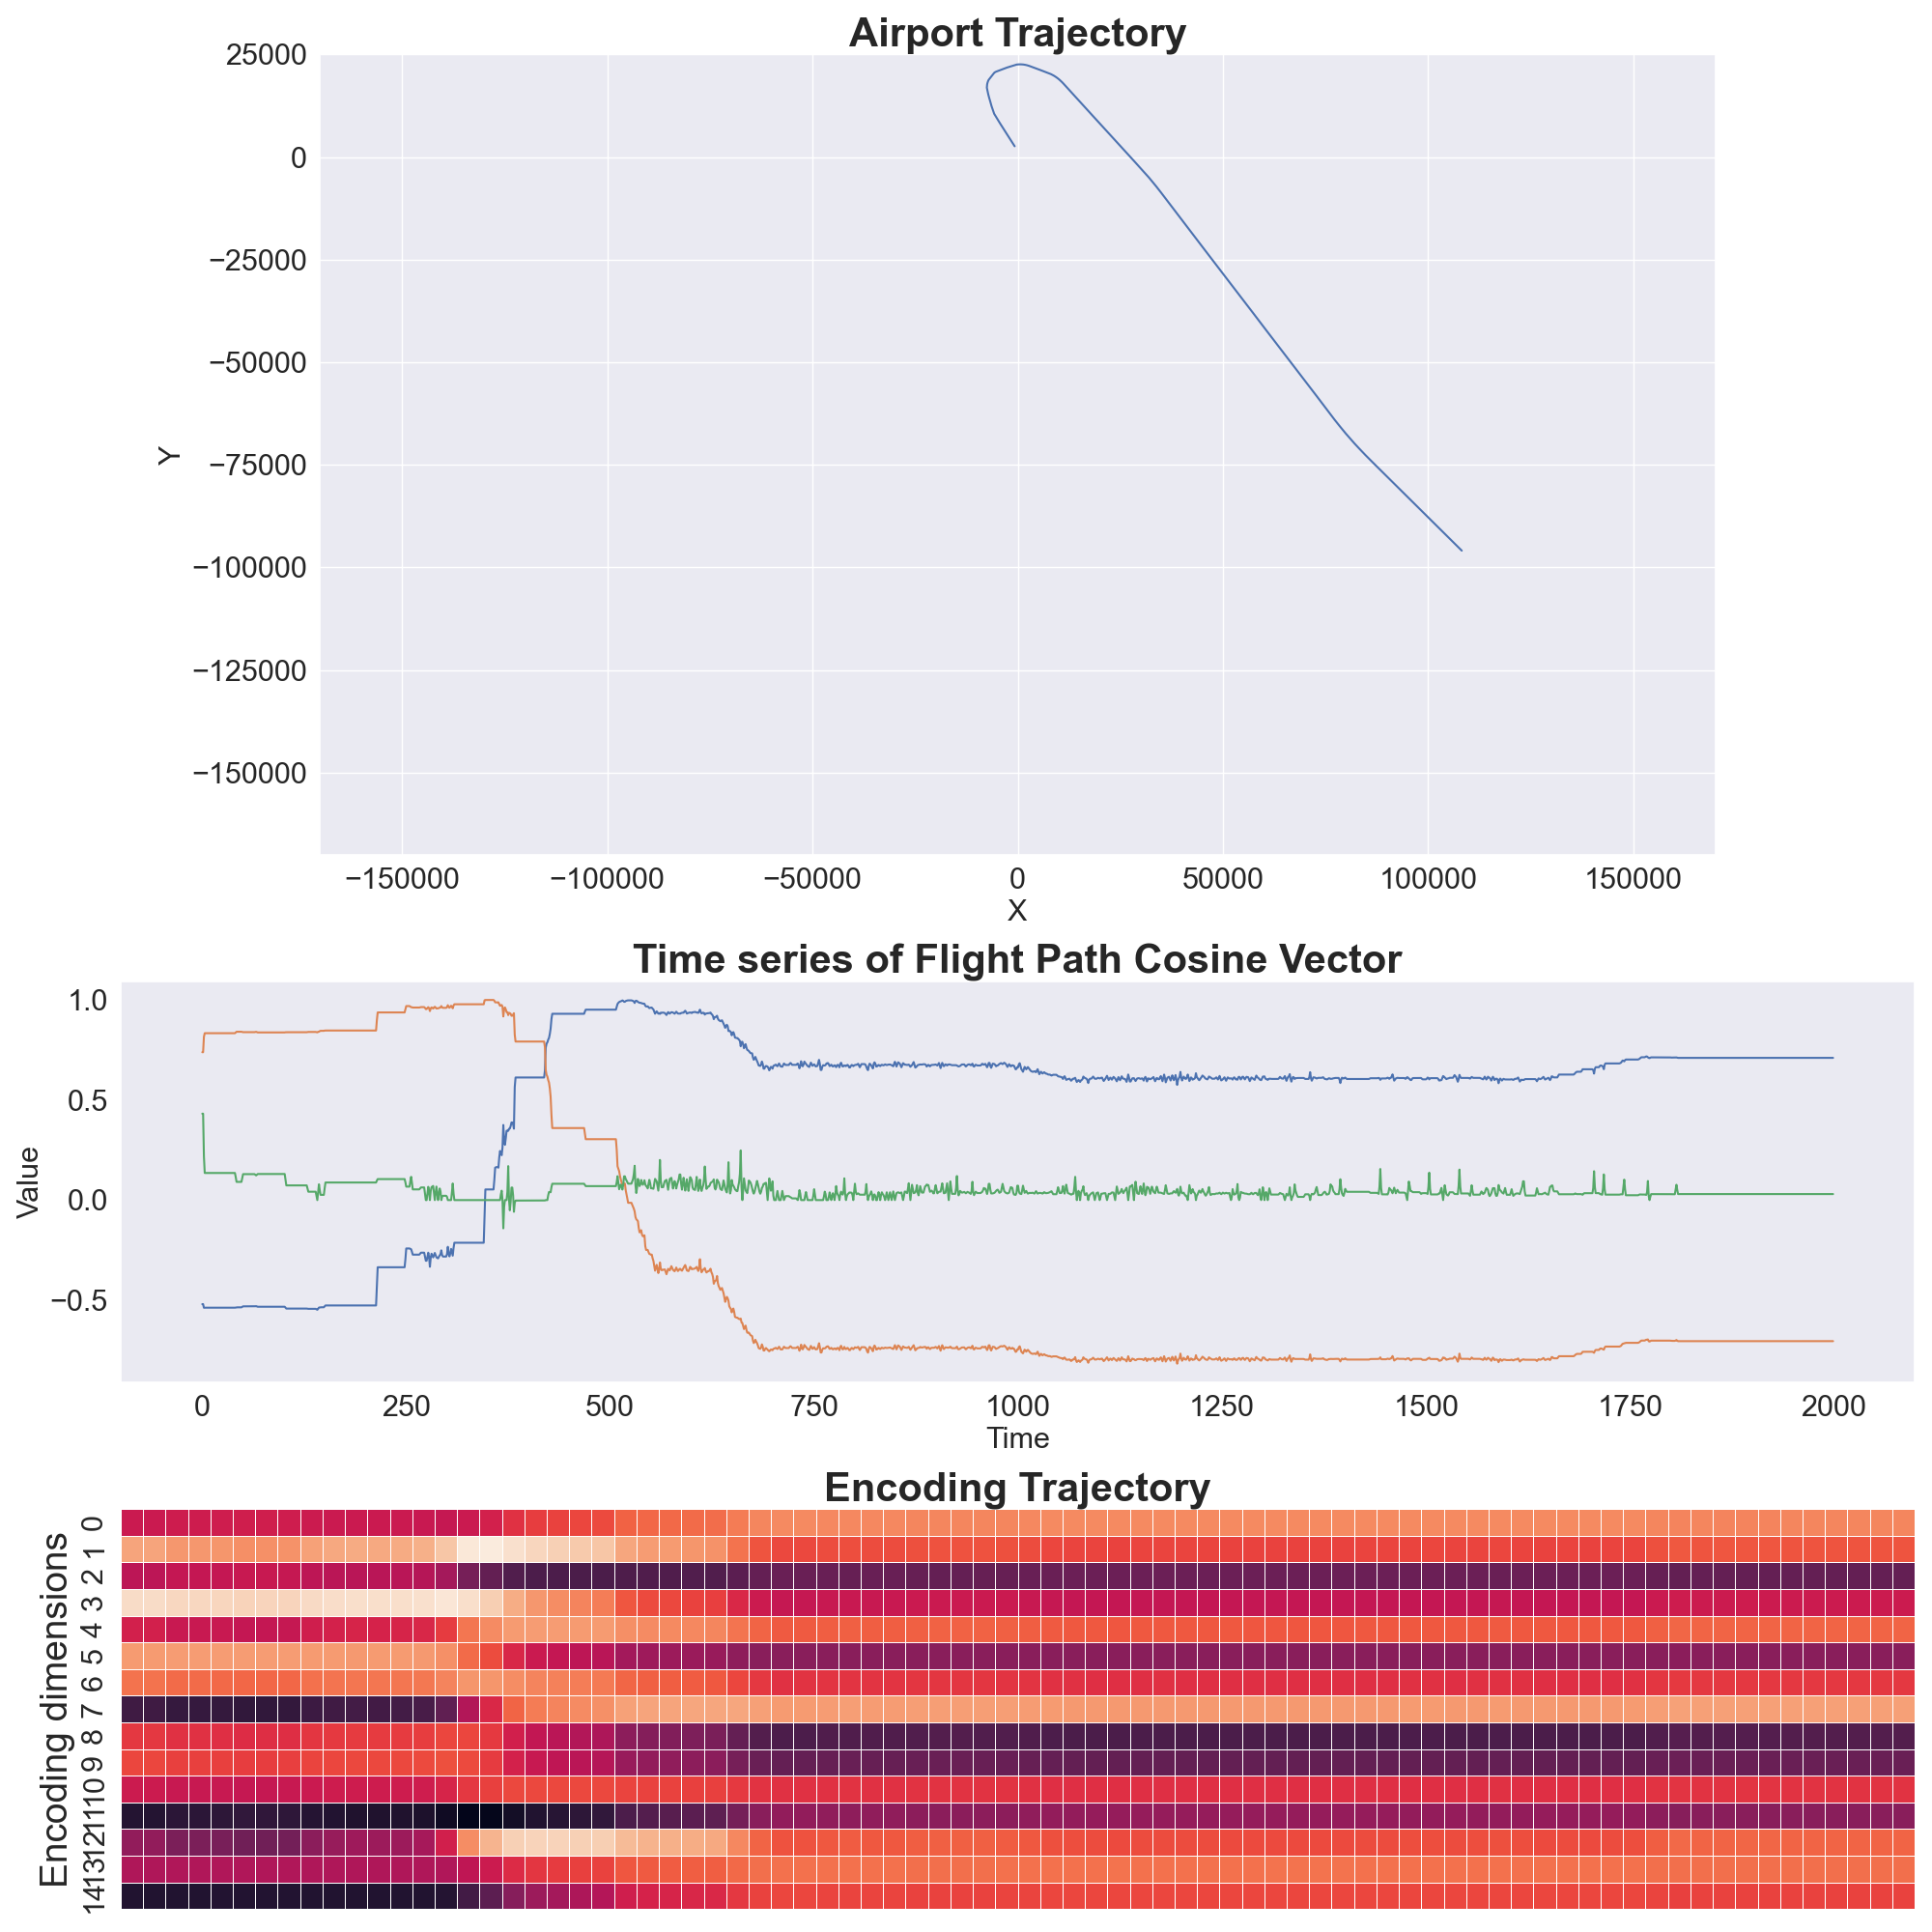 Airport Trajectory
25000
0
−25000
−50000
−75000
−100000
−125000
−150000
Y
−150000 −100000 −50000 0 50000 100000 150000
X
Time series of Flight Path Cosine Vector
1.0
0.5
0.0
−0.5
Value
0 250 500 750 1000 1250 1500 1750 2000
Time
Encoding Trajectory
Encoding dimensions
0
1
2
3
4
5
6
7
8
9
10
11
12
13
14